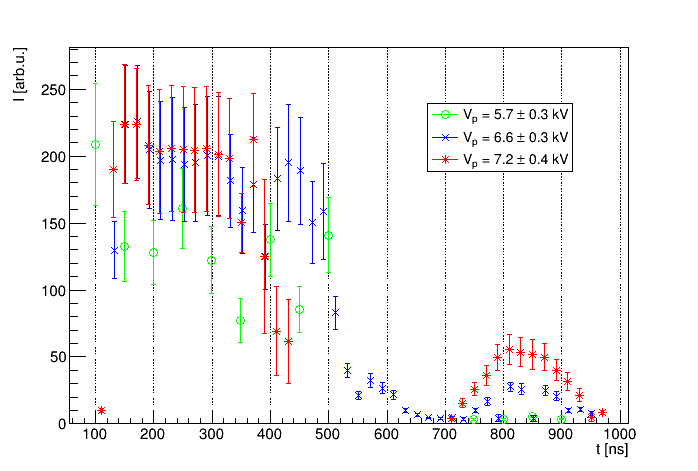 I [arb.u.]
250
200
150
100
50
0
V_p = 5.7 ± 0.3 kV
V_p = 6.6 ± 0.3 kV
V_p = 7.2 ± 0.4 kV
100 200 300 400 500 600 700 800 900 1000
t [ns]